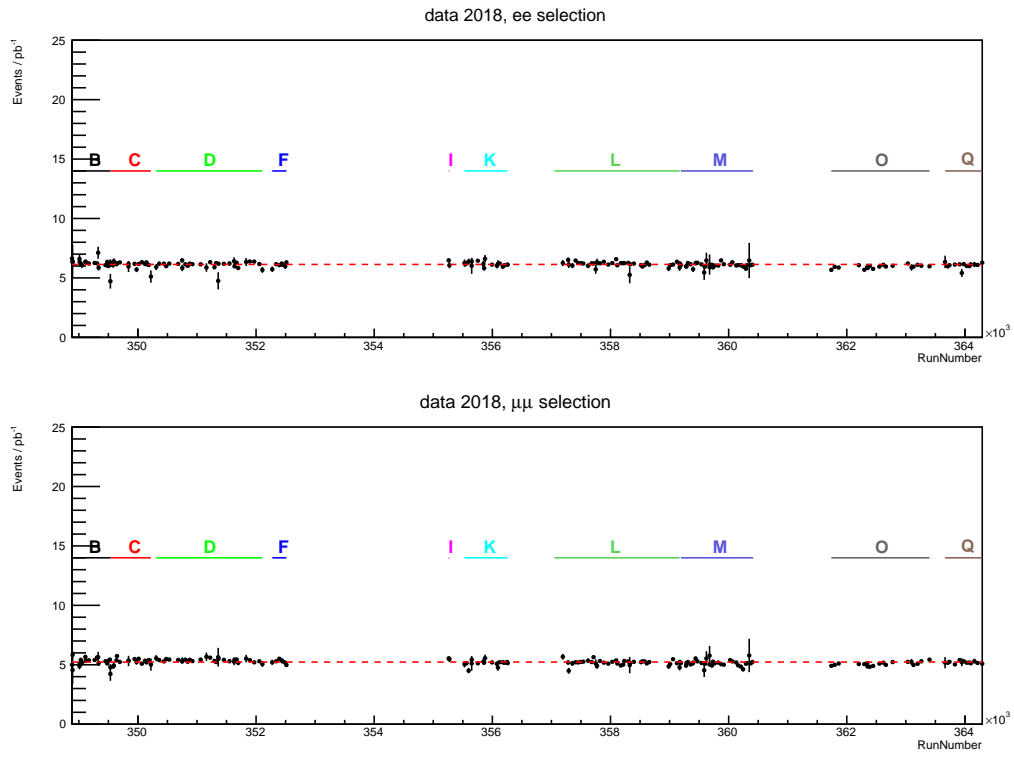 data 2018, ee selection
Events / pb⁻¹
25
20
15
10
5
0
B C D F I K L M O Q
350 352 354 356 358 360 362 364
×10³
RunNumber
data 2018, μμ selection
Events / pb⁻¹
25
20
15
10
5
0
B C D F I K L M O Q
350 352 354 356 358 360 362 364
×10³
RunNumber